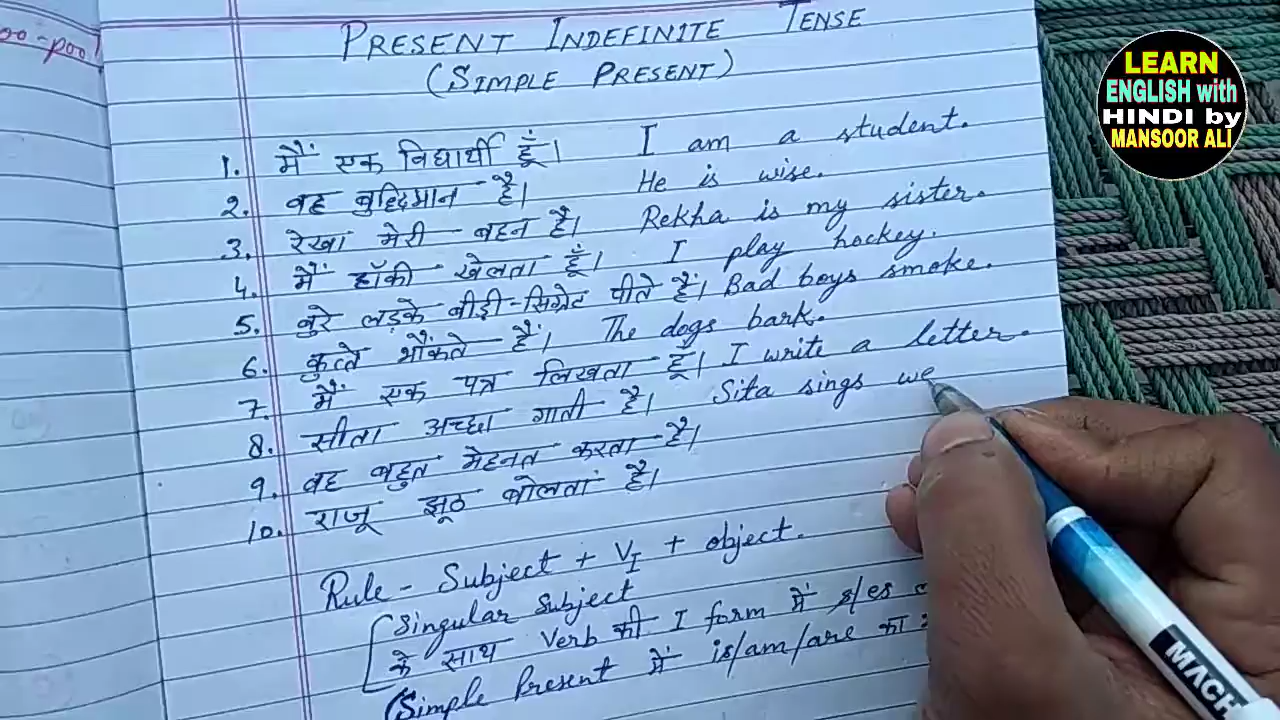 PRESENT INDEFINITE TENSE
(SIMPLE PRESENT)
1. मैं एक विद्यार्थी हूँ। I am a student.
2. वह बुद्धिमान है। He is wise.
3. रेखा मेरी बहन है। Rekha is my sister.
4. मैं हॉकी खेलता हूँ। I play hockey.
5. बुरे लड़के बीड़ी-सिग्रेट पीते हैं। Bad boys smoke.
6. कुत्ते भौंकते हैं। The dogs bark.
7. मैं एक पत्र लिखता हूँ। I write a letter.
8. सीता अच्छा गाती है। Sita sings we
9. वह बहुत मेहनत करता है।
10. राजू झूठ बोलता है।
Rule - Subject + V I + object.
[Singular Subject
के साथ Verb की I form में s/es
(Simple Present में is/am/are का
LEARN
ENGLISH with
HINDI by
MANSOOR ALI
MACH